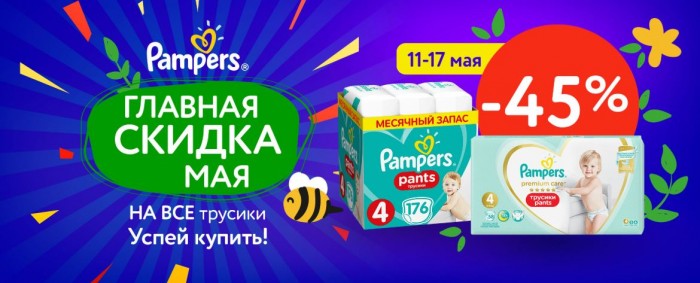 Pampers®
ГЛАВНАЯ
СКИДКА
МАЯ
НА ВСЕ трусики
Успей купить!
11-17 мая
-45%
МЕСЯЧНЫЙ ЗАПАС
Pampers.
pants
трусики
4
176
Pampers.
premium care
трусики
pants
4